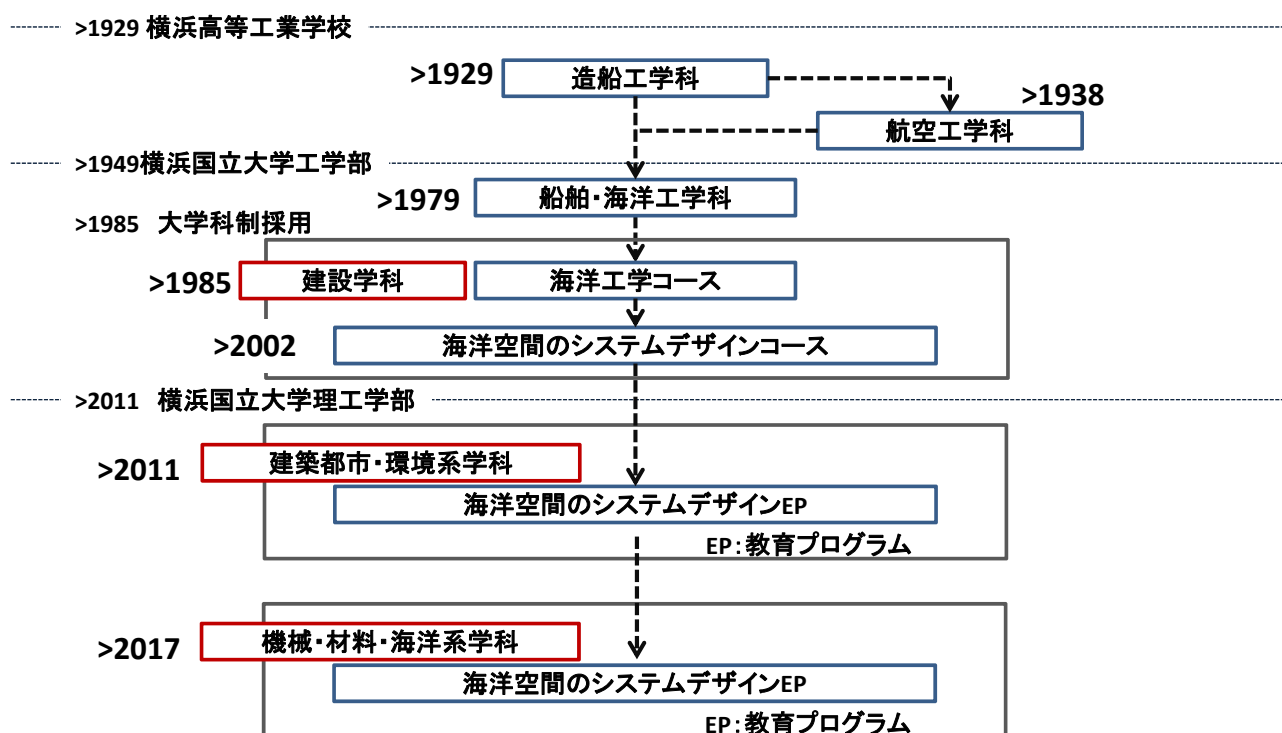 >1929 横浜高等工業学校
>1929 造船工学科
>1938
航空工学科
>1949横浜国立大学工学部
>1979 船舶・海洋工学科
>1985 大学科制採用
>1985 建設学科 海洋工学コース
>2002 海洋空間のシステムデザインコース
>2011 横浜国立大学理工学部
>2011 建築都市・環境系学科
海洋空間のシステムデザインEP
EP:教育プログラム
>2017 機械・材料・海洋系学科
海洋空間のシステムデザインEP
EP:教育プログラム